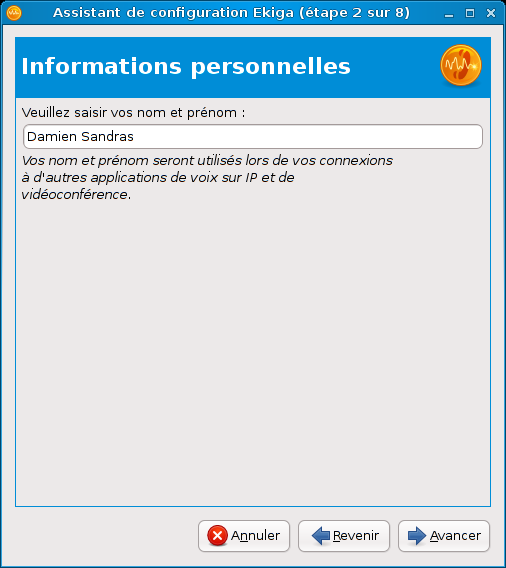 Assistant de configuration Ekiga (étape 2 sur 8)
Informations personnelles
Veuillez saisir vos nom et prénom :
Damien Sandras
Vos nom et prénom seront utilisés lors de vos connexions
à d'autres applications de voix sur IP et de
vidéoconférence.
Annuler
Revenir
Avancer